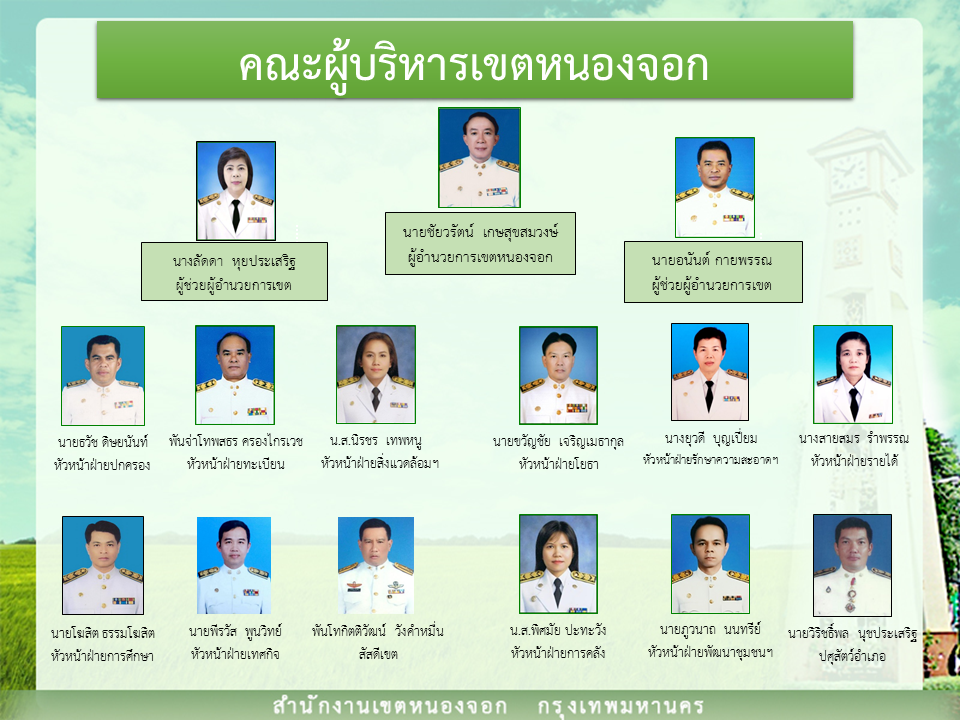 คณะผู้บริหารเขตหนองจอก
นายชัยวรัตน์ เกษสุขสมวงษ์
ผู้อำนวยการเขตหนองจอก
นางลัดดา หุยประเสริฐ
ผู้ช่วยผู้อำนวยการเขต
นายอนันต์ กายพรรณ
ผู้ช่วยผู้อำนวยการเขต
นายธวัช ดิษยนันท์
หัวหน้าฝ่ายปกครอง
พันจ่าโทพสธร ครองไกรเวช
หัวหน้าฝ่ายทะเบียน
น.ส.นิรชร เทพหนู
หัวหน้าฝ่ายสิ่งแวดล้อมฯ
นายขวัญชัย เจริญเมธากุล
หัวหน้าฝ่ายโยธา
นางยุวดี บุญเปี่ยม
หัวหน้าฝ่ายรักษาความสะอาดฯ
นางสายสมร รำพรรณ
หัวหน้าฝ่ายรายได้
นายโฆสิต ธรรมโฆสิต
หัวหน้าฝ่ายการศึกษา
นายพีรวัส พูนวิทย์
หัวหน้าฝ่ายเทศกิจ
พันโทกิตติวัฒน์ วังคำหมื่น
สัสดีเขต
น.ส.พิศมัย ปะทะวัง
หัวหน้าฝ่ายการคลัง
นายภูวนาถ นนทรีย์
หัวหน้าฝ่ายพัฒนาชุมชนฯ
นายวิริชธิ์พล นุชประเสริฐ
ปศุสัตว์อำเภอ
สำนักงานเขตหนองจอก กรุงเทพมหานคร